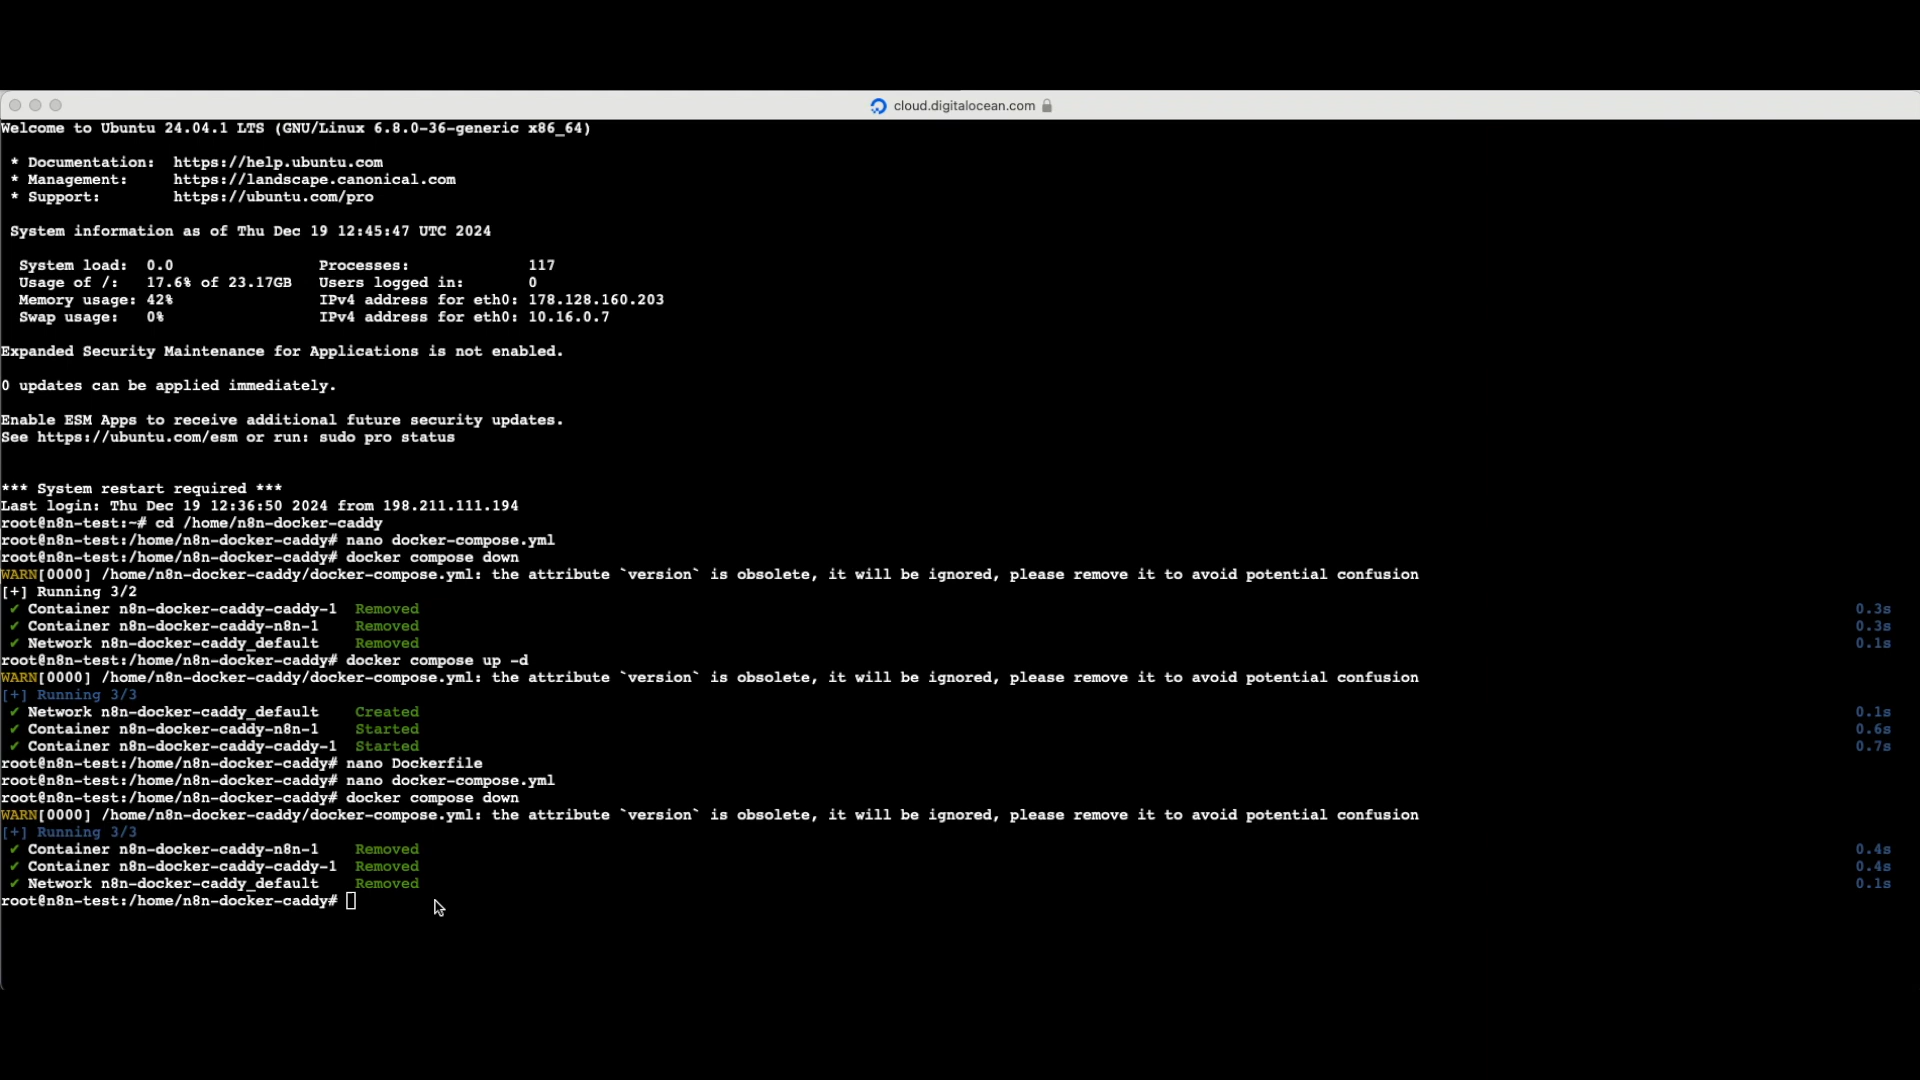 cloud.digitalocean.com
Welcome to Ubuntu 24.04.1 LTS (GNU/Linux 6.8.0-36-generic x86_64)
* Documentation: https://help.ubuntu.com
* Management: https://landscape.canonical.com
* Support: https://ubuntu.com/pro
System information as of Thu Dec 19 12:45:47 UTC 2024
System load: 0.0 Processes: 117
Usage of /: 17.6% of 23.17GB Users logged in: 0
Memory usage: 42% IPv4 address for eth0: 178.128.160.203
Swap usage: 0% IPv4 address for eth0: 10.16.0.7
Expanded Security Maintenance for Applications is not enabled.
0 updates can be applied immediately.
Enable ESM Apps to receive additional future security updates.
See https://ubuntu.com/esm or run: sudo pro status
*** System restart required ***
Last login: Thu Dec 19 12:36:50 2024 from 198.211.111.194
root@n8n-test:~# cd /home/n8n-docker-caddy
root@n8n-test:/home/n8n-docker-caddy# nano docker-compose.yml
root@n8n-test:/home/n8n-docker-caddy# docker compose down
WARN[0000] /home/n8n-docker-caddy/docker-compose.yml: the attribute `version` is obsolete, it will be ignored, please remove it to avoid potential confusion
[+] Running 3/2
✔ Container n8n-docker-caddy-caddy-1 Removed 0.3s
✔ Container n8n-docker-caddy-n8n-1 Removed 0.3s
✔ Network n8n-docker-caddy_default Removed 0.1s
root@n8n-test:/home/n8n-docker-caddy# docker compose up -d
WARN[0000] /home/n8n-docker-caddy/docker-compose.yml: the attribute `version` is obsolete, it will be ignored, please remove it to avoid potential confusion
[+] Running 3/3
✔ Network n8n-docker-caddy_default Created 0.1s
✔ Container n8n-docker-caddy-n8n-1 Started 0.6s
✔ Container n8n-docker-caddy-caddy-1 Started 0.7s
root@n8n-test:/home/n8n-docker-caddy# nano Dockerfile
root@n8n-test:/home/n8n-docker-caddy# nano docker-compose.yml
root@n8n-test:/home/n8n-docker-caddy# docker compose down
WARN[0000] /home/n8n-docker-caddy/docker-compose.yml: the attribute `version` is obsolete, it will be ignored, please remove it to avoid potential confusion
[+] Running 3/3
✔ Container n8n-docker-caddy-n8n-1 Removed 0.4s
✔ Container n8n-docker-caddy-caddy-1 Removed 0.4s
✔ Network n8n-docker-caddy_default Removed 0.1s
root@n8n-test:/home/n8n-docker-caddy#